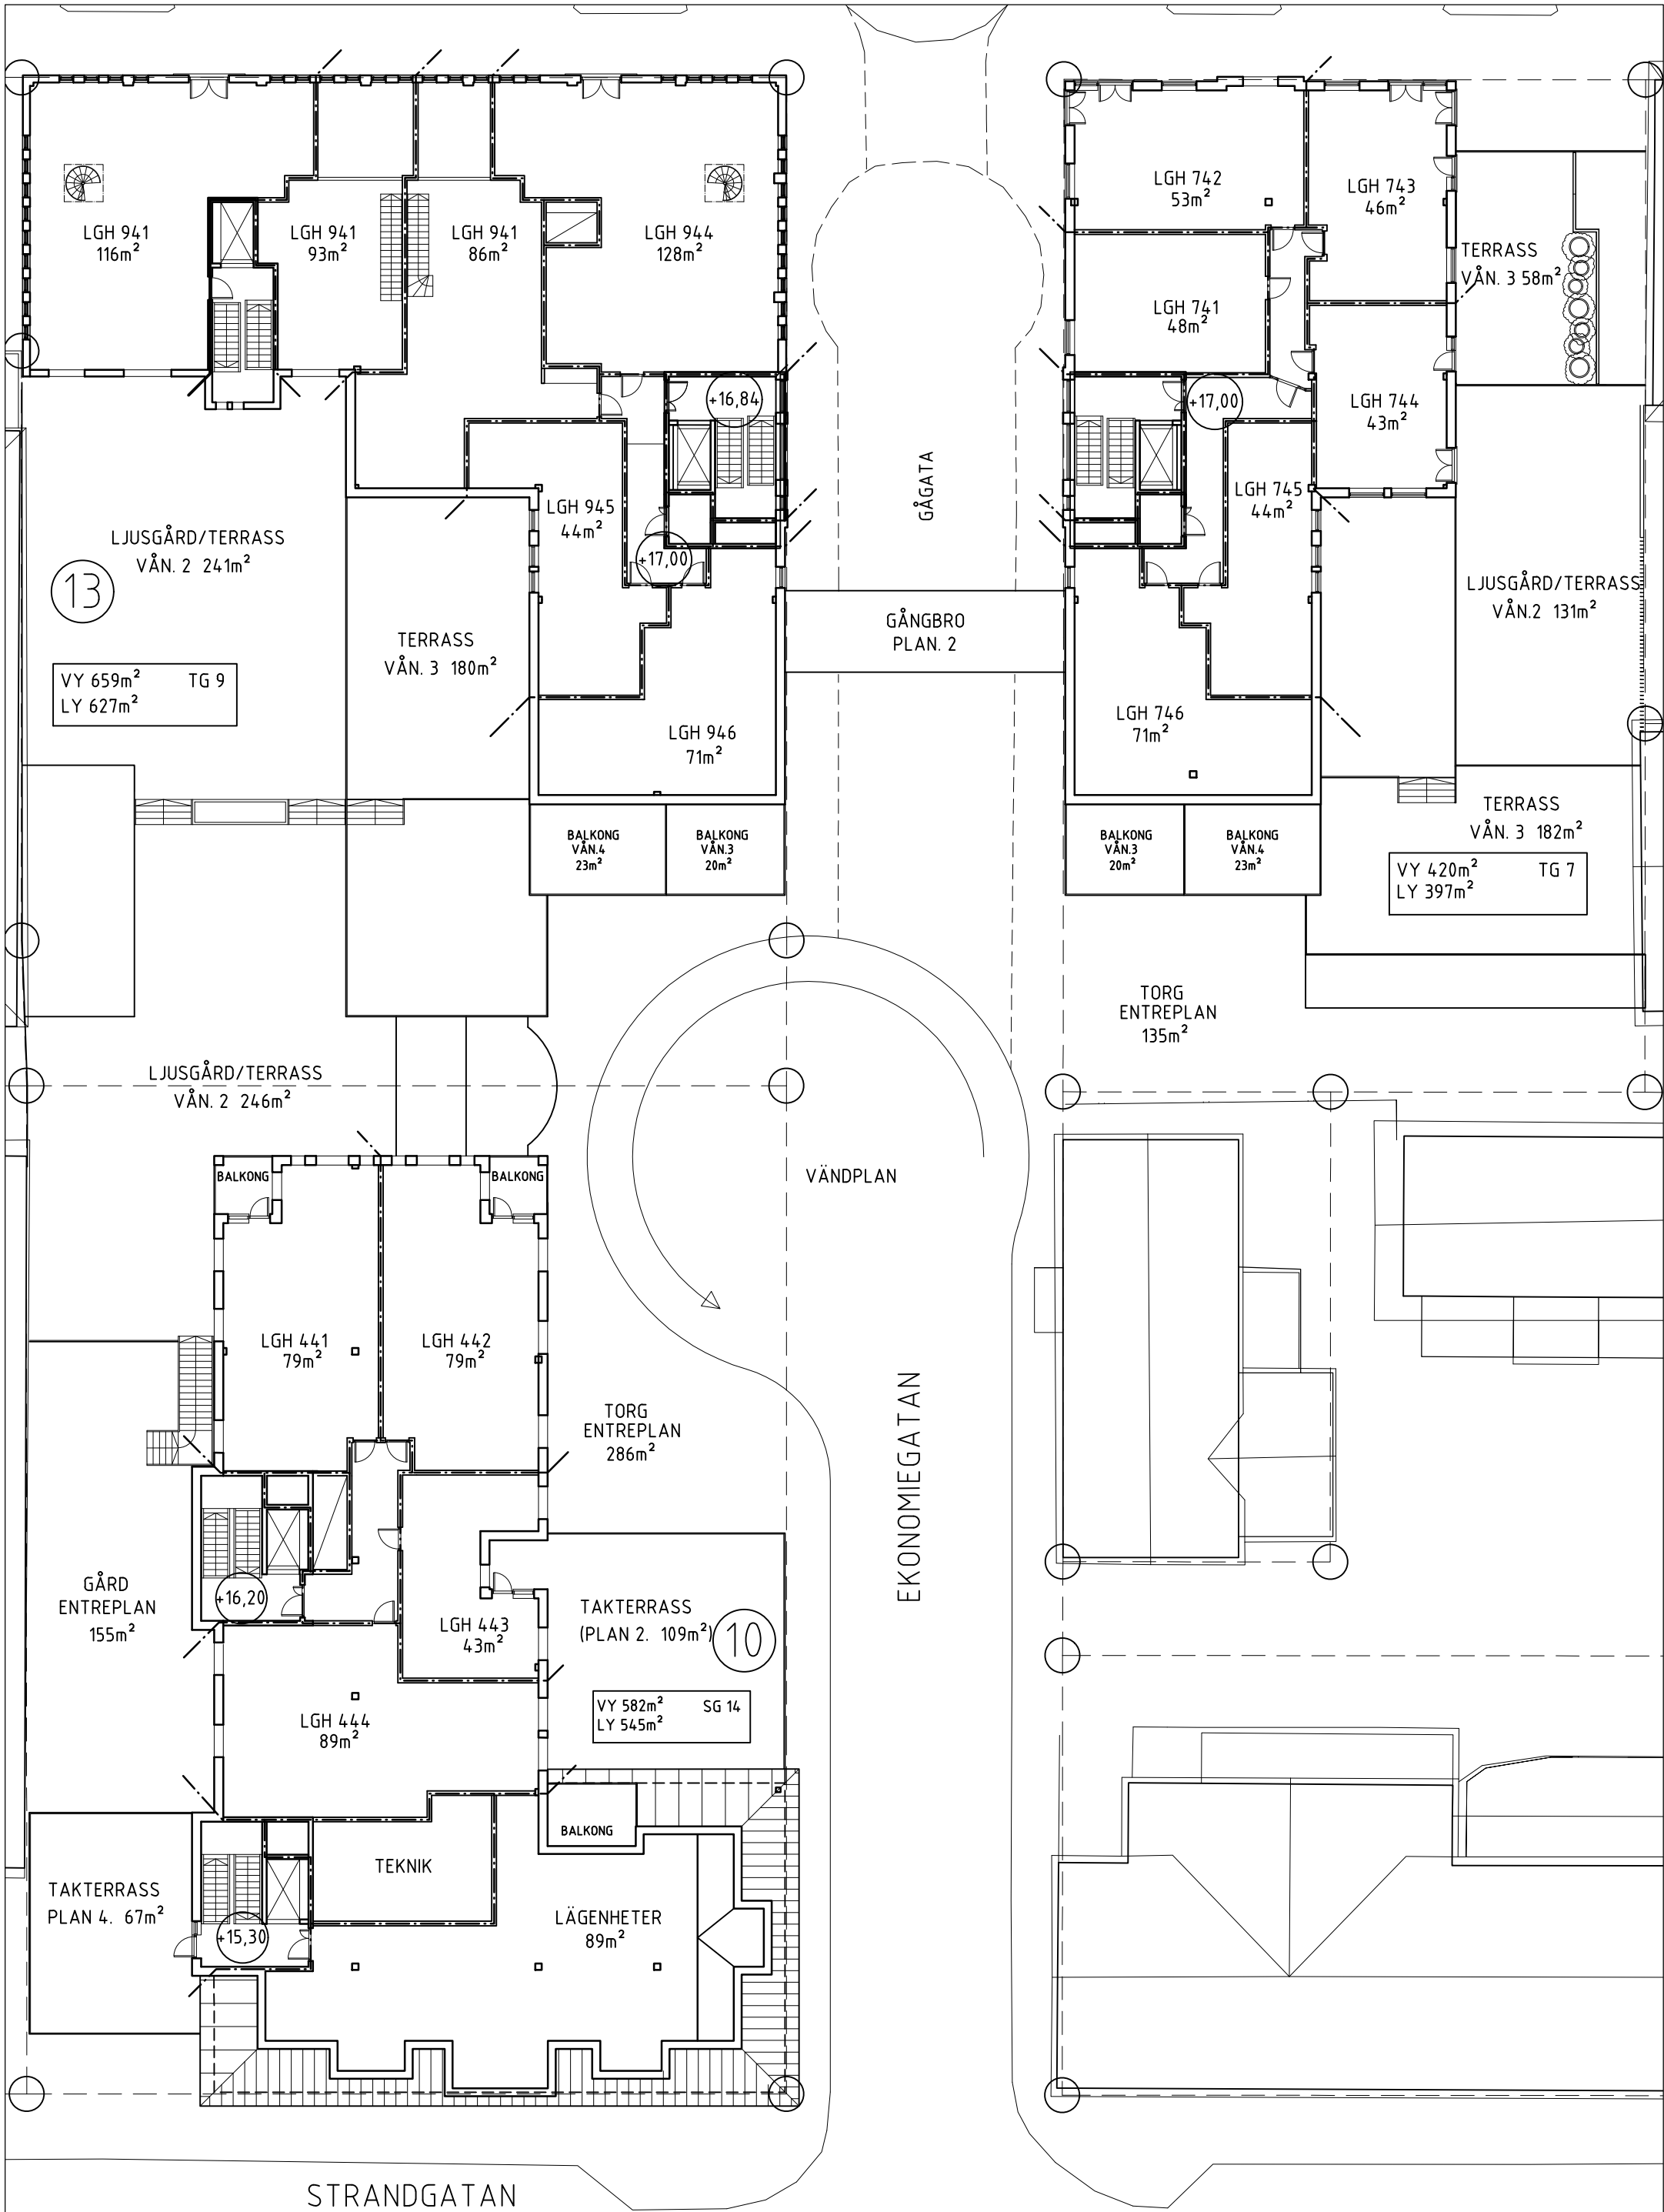 LGH 941
116m²
LGH 941
93m²
LGH 941
86m²
LGH 944
128m²
LGH 742
53m²
LGH 743
46m²
LGH 741
48m²
TERRASS
VÅN. 3 58m²
+16,84
+17,00
LGH 744
43m²
LGH 945
44m²
+17,00
GÅGATA
LGH 745
44m²
LJUSGÅRD/TERRASS
VÅN. 2 241m²
13
LJUSGÅRD/TERRASS
VÅN.2 131m²
TERRASS
VÅN. 3 180m²
GÅNGBRO
PLAN. 2
VY 659m² TG 9
LY 627m²
LGH 946
71m²
LGH 746
71m²
BALKONG
VÅN.4
23m²
BALKONG
VÅN.3
20m²
BALKONG
VÅN.3
20m²
BALKONG
VÅN.4
23m²
TERRASS
VÅN. 3 182m²
VY 420m² TG 7
LY 397m²
TORG
ENTREPLAN
135m²
LJUSGÅRD/TERRASS
VÅN. 2 246m²
BALKONG
BALKONG
VÄNDPLAN
LGH 441
79m²
LGH 442
79m²
TORG
ENTREPLAN
286m²
EKONOMIEGATAN
GÅRD
ENTREPLAN
155m²
+16,20
LGH 443
43m²
TAKTERRASS
(PLAN 2. 109m²)
10
VY 582m² SG 14
LY 545m²
LGH 444
89m²
BALKONG
TEKNIK
TAKTERRASS
PLAN 4. 67m²
+15,30
LÄGENHETER
89m²
STRANDGATAN